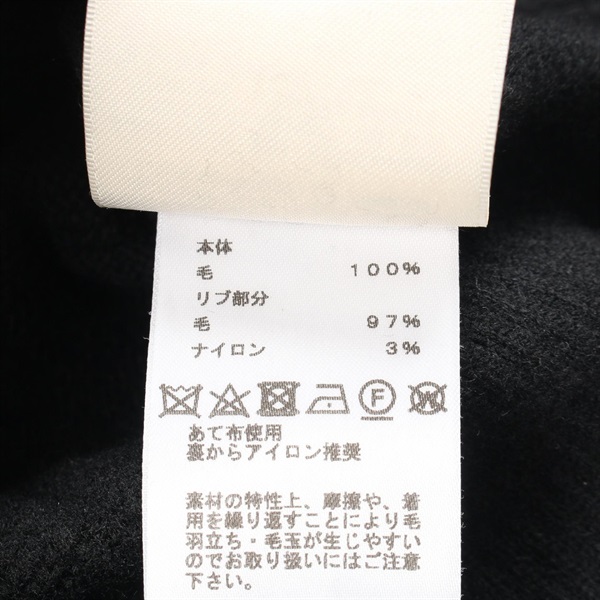 本体
毛 100%
リブ部分
毛 97%
ナイロン 3%
F W
あて布使用
裏からアイロン推奨
素材の特性上、摩擦や、着
用を繰り返すことにより毛
羽立ち・毛玉が生じやすい
のでお取り扱いにはご注意
下さい。